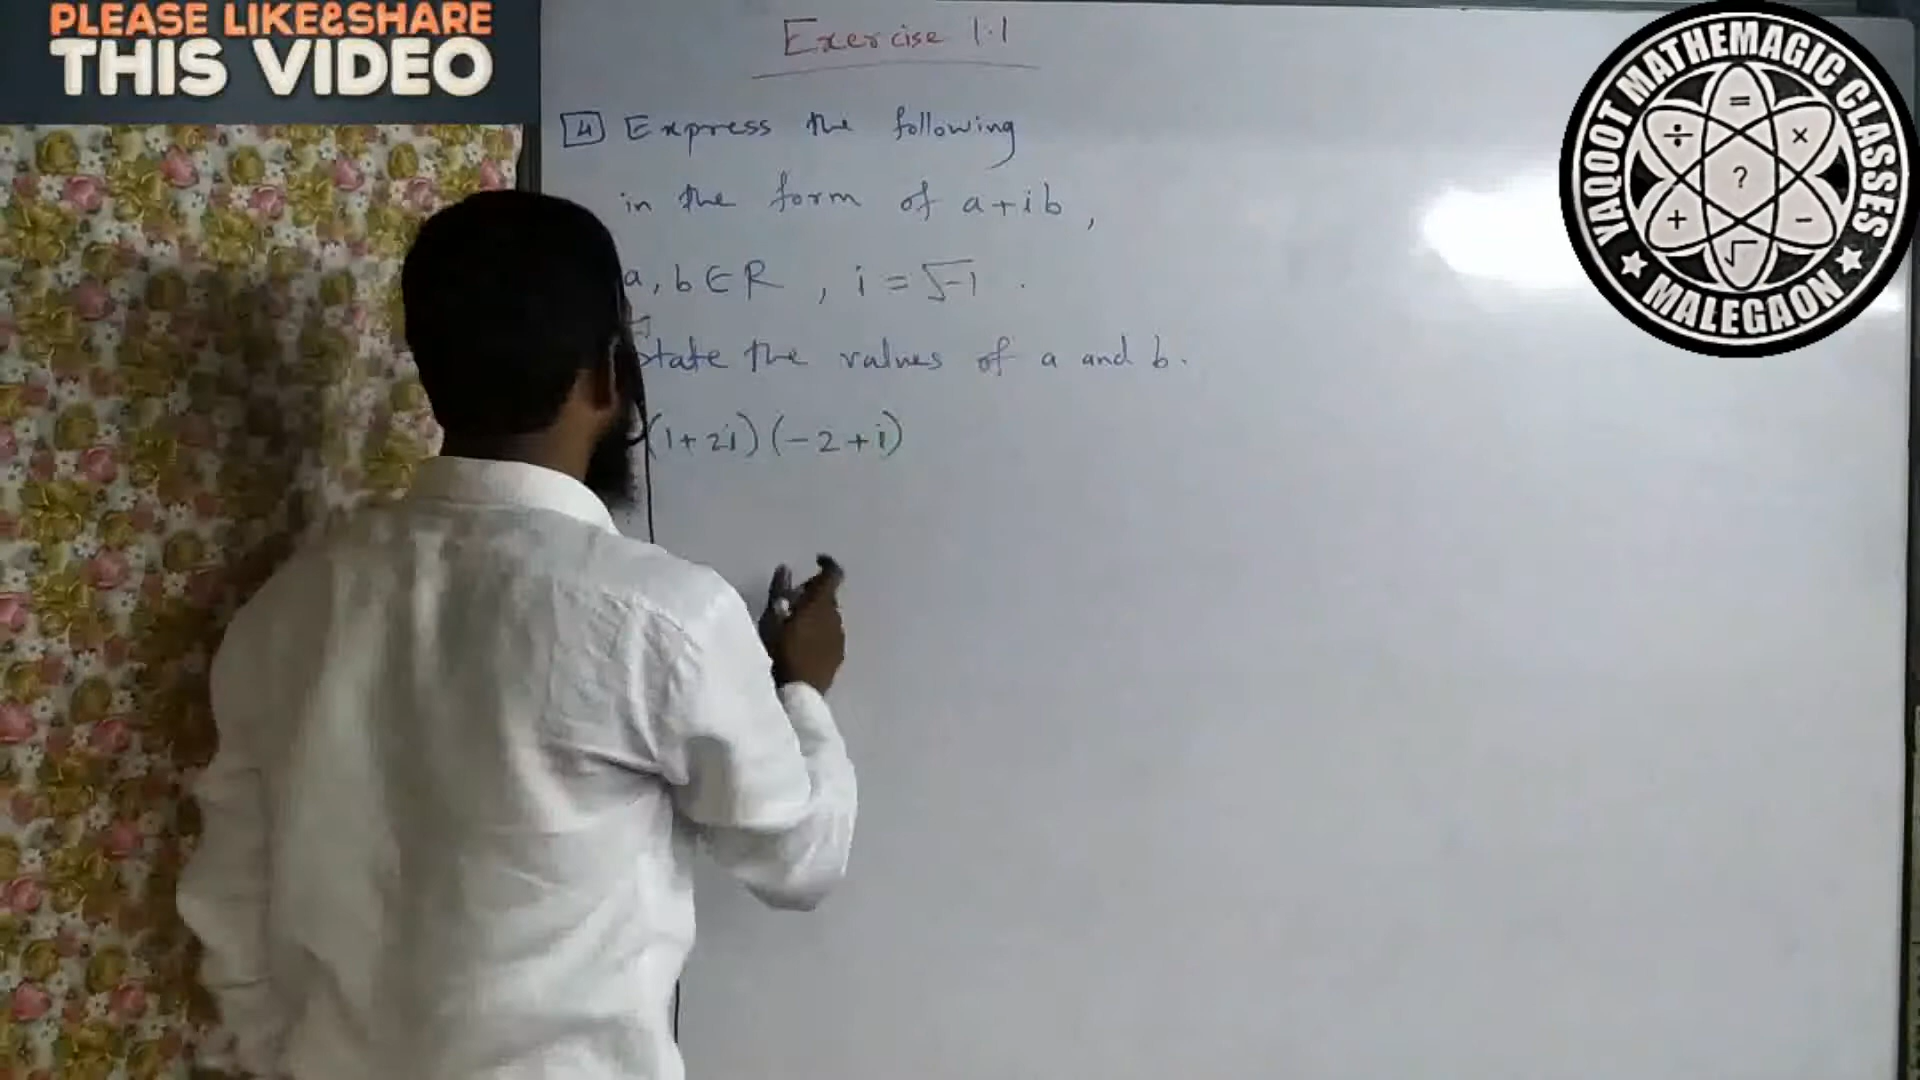 PLEASE LIKE&SHARE
THIS VIDEO
Exercise 1.1
4 Express the following
in the form of a+ib,
a, b ∈ R , i = √-1 .
State the values of a and b.
(1+2i)(-2+i)
YAQOOT MATHEMAGIC CLASSES
★ MALEGAON ★
=
÷ ×
?
+ -
√